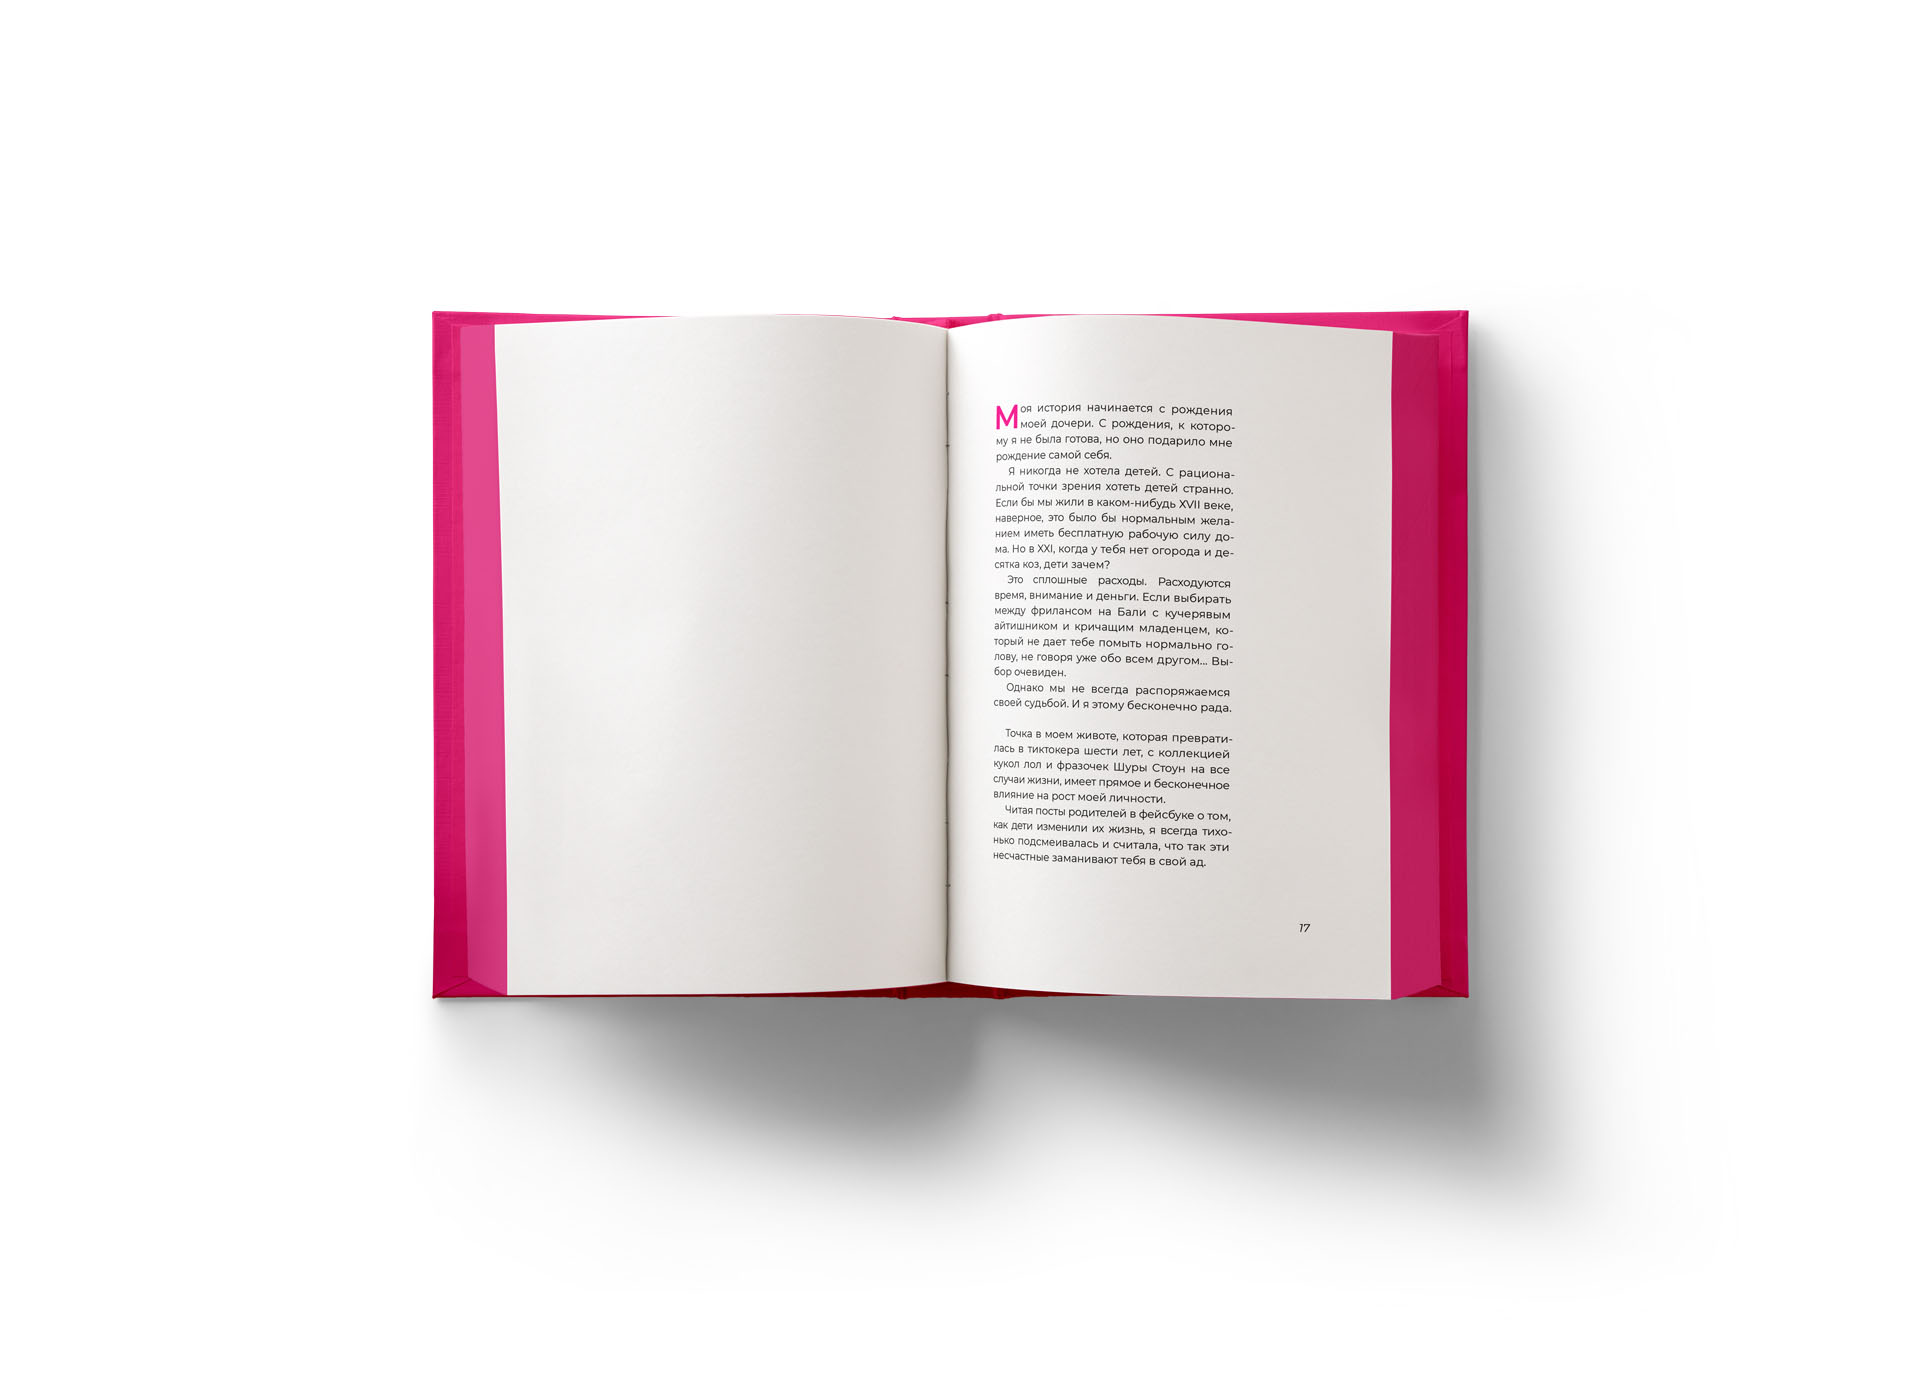 Моя история начинается с рождения
моей дочери. С рождения, к которо-
му я не была готова, но оно подарило мне
рождение самой себя.
Я никогда не хотела детей. С рациона-
льной точки зрения хотеть детей странно.
Если бы мы жили в каком-нибудь XVII веке,
наверное, это было бы нормальным жела-
нием иметь бесплатную рабочую силу до-
ма. Но в XXI, когда у тебя нет огорода и де-
сятка коз, дети зачем?
Это сплошные расходы. Расходуются
время, внимание и деньги. Если выбирать
между фрилансом на Бали с кучерявым
айтишником и кричащим младенцем, ко-
торый не дает тебе помыть нормально го-
лову, не говоря уже обо всем другом... Вы-
бор очевиден.
Однако мы не всегда распоряжаемся
своей судьбой. И я этому бесконечно рада.
Точка в моем животе, которая преврати-
лась в тиктокера шести лет, с коллекцией
кукол лол и фразочек Шуры Стоун на все
случаи жизни, имеет прямое и бесконечное
влияние на рост моей личности.
Читая посты родителей в фейсбуке о том,
как дети изменили их жизнь, я всегда тихо-
нько подсмеивалась и считала, что так эти
несчастные заманивают тебя в свой ад.
17